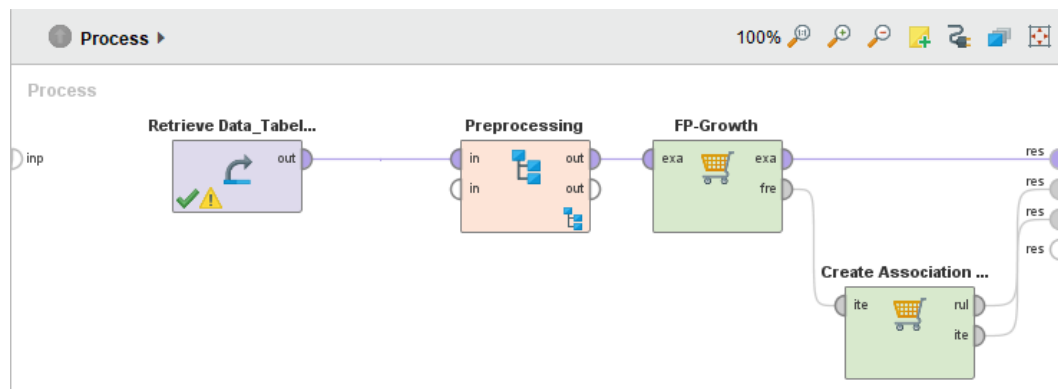 Process
100%
Process
Retrieve Data_Tabel...
Preprocessing
FP-Growth
inp
out
in
out
in
out
exa
exa
fre
res
res
res
res
Create Association ...
ite
rul
ite